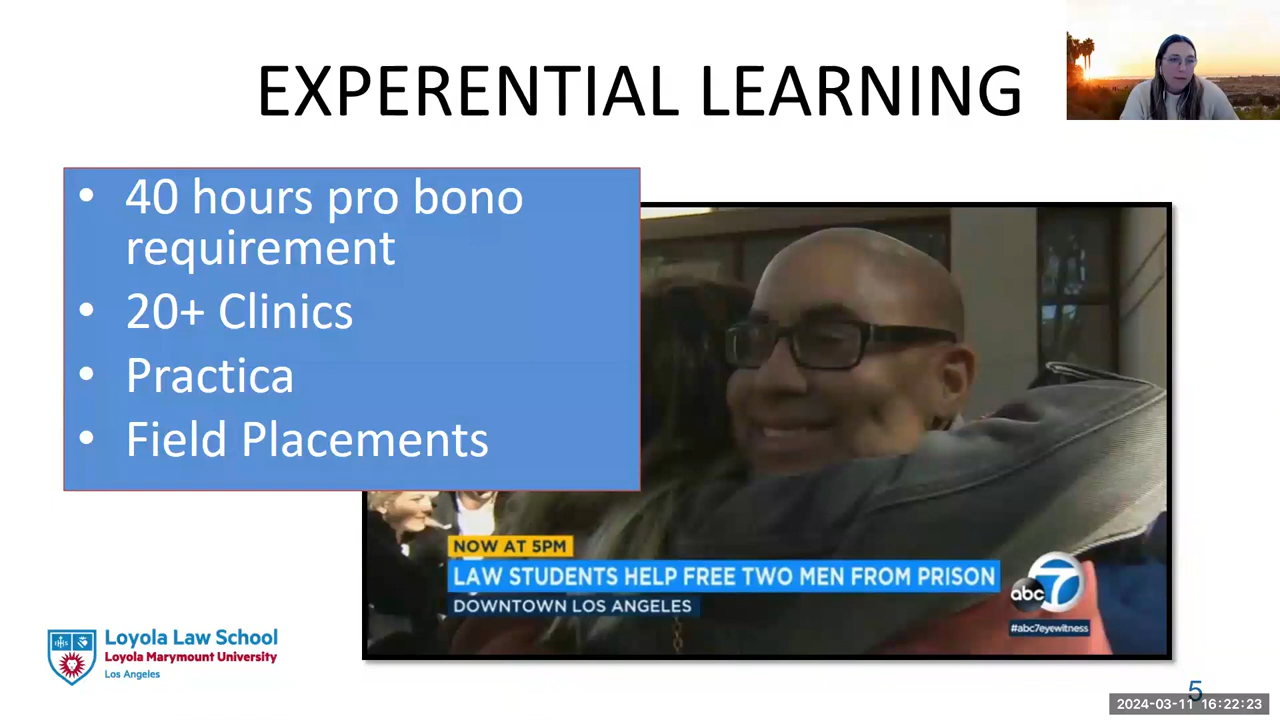 EXPERENTIAL LEARNING
• 40 hours pro bono
requirement
• 20+ Clinics
• Practica
• Field Placements
NOW AT 5PM
LAW STUDENTS HELP FREE TWO MEN FROM PRISON
DOWNTOWN LOS ANGELES
abc 7
#abc7eyewitness
Loyola Law School
Loyola Marymount University
Los Angeles
5
2024-03-11 16:22:23